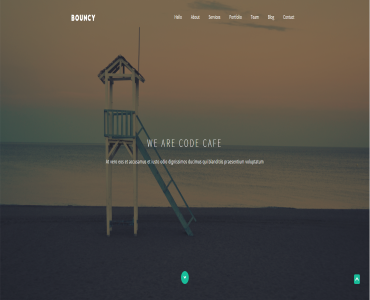 BOUNCY
Hello About Services Portfolio Team Blog Contact
WE ARE CODE CAFE
At vero eos et accusamus et iusto odio dignissimos ducimus qui blanditiis praesentium voluptatum